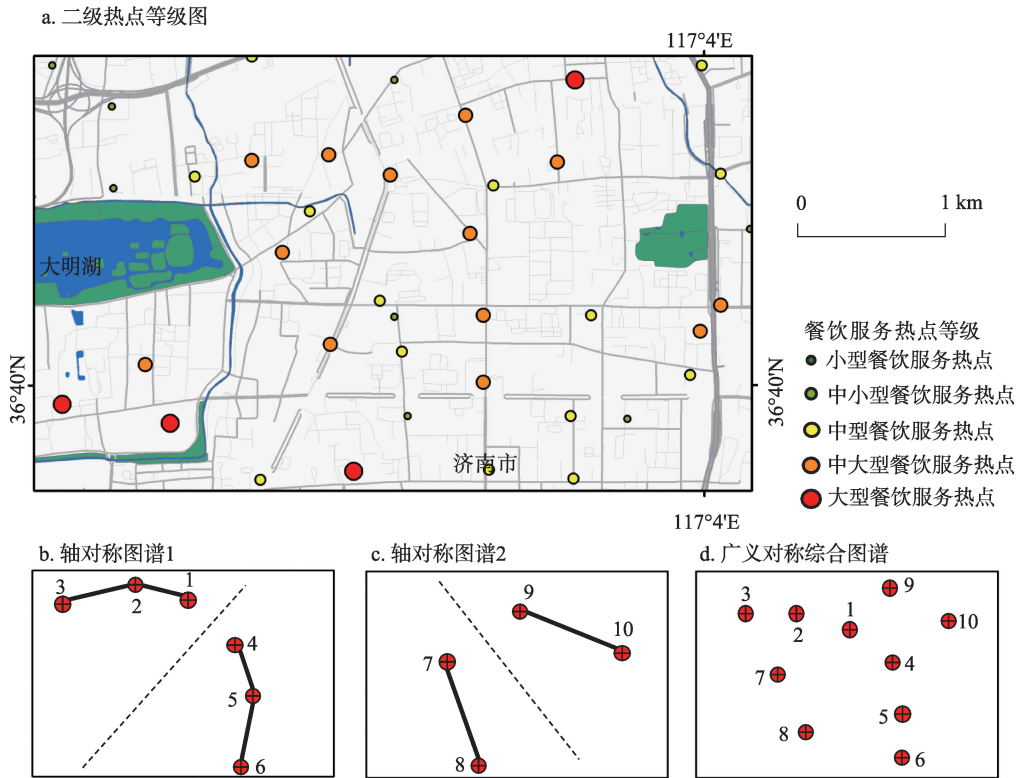 a. 二级热点等级图
117°4'E
大明湖
36°40'N
济南市
36°40'N
117°4'E
0 1 km
餐饮服务热点等级
小型餐饮服务热点
中小型餐饮服务热点
中型餐饮服务热点
中大型餐饮服务热点
大型餐饮服务热点
b. 轴对称图谱1
3
2
1
4
5
6
c. 轴对称图谱2
9
10
7
8
d. 广义对称综合图谱
9
3
2
1
10
4
7
5
8
6